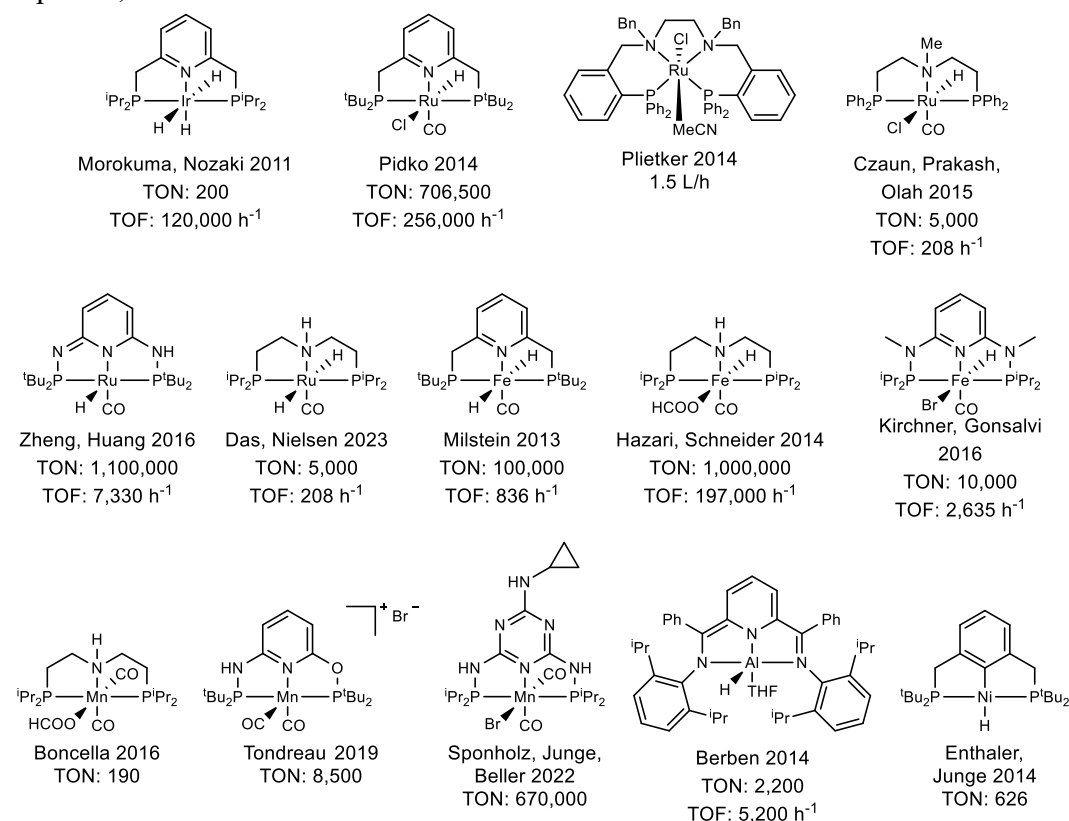 N
H
iPr2P
Ir
PiPr2
H
H
Morokuma, Nozaki 2011
TON: 200
TOF: 120,000 h-1
N
H
tBu2P
Ru
PtBu2
Cl
CO
Pidko 2014
TON: 706,500
TOF: 256,000 h-1
Bn
Bn
N
Cl
N
Ru
P
P
Ph2
Ph2
MeCN
Plietker 2014
1.5 L/h
Me
N
H
Ph2P
Ru
PPh2
Cl
CO
Czaun, Prakash,
Olah 2015
TON: 5,000
TOF: 208 h-1
N
N
NH
tBu2P
Ru
PtBu2
H
CO
Zheng, Huang 2016
TON: 1,100,000
TOF: 7,330 h-1
H
N
H
iPr2P
Ru
PiPr2
H
CO
Das, Nielsen 2023
TON: 5,000
TOF: 208 h-1
N
H
tBu2P
Fe
PtBu2
H
CO
Milstein 2013
TON: 100,000
TOF: 836 h-1
H
N
H
iPr2P
Fe
PiPr2
HCOO
CO
Hazari, Schneider 2014
TON: 1,000,000
TOF: 197,000 h-1
N
N
N
H
iPr2P
Fe
PiPr2
Br
CO
Kirchner, Gonsalvi
2016
TON: 10,000
TOF: 2,635 h-1
H
N
CO
iPr2P
Mn
PiPr2
HCOO
CO
Boncella 2016
TON: 190
+ Br −
HN
N
O
tBu2P
Mn
PtBu2
OC
CO
Tondreau 2019
TON: 8,500
HN
N
N
HN
N
NH
CO
iPr2P
Mn
PiPr2
Br
CO
Sponholz, Junge,
Beller 2022
TON: 670,000
Ph
Ph
iPr
N
iPr
N
Al
N
H
THF
iPr
iPr
Berben 2014
TON: 2,200
TOF: 5.200 h-1
tBu2P
Ni
PtBu2
H
Enthaler,
Junge 2014
TON: 626